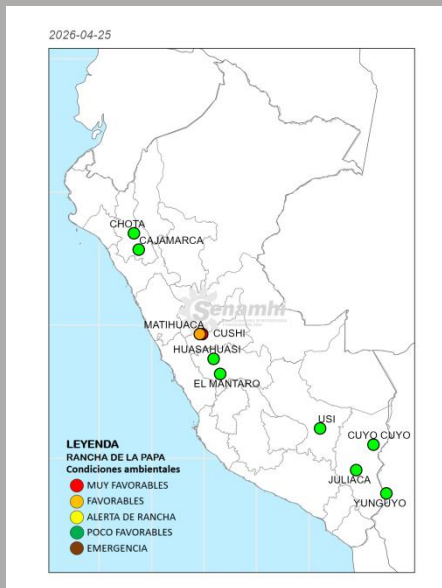 2026-04-25
CHOTA
CAJAMARCA
Senamhi
MATIHUACA
CUSHI
HUASAHUASI
EL MANTARO
USI
CUYO CUYO
JULIACA
YUNGUYO
LEYENDA
RANCHA DE LA PAPA
Condiciones ambientales
MUY FAVORABLES
FAVORABLES
ALERTA DE RANCHA
POCO FAVORABLES
EMERGENCIA